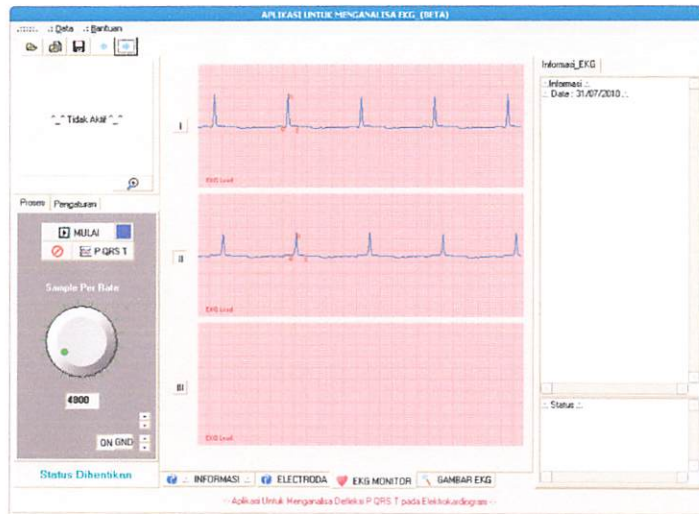 APLIKASI UNTUK MENGANALISA EKG (BETA)
.: Data .: Bantuan
^_^ Tidak Aktif ^_^
Proses Pengaturan
MULAI
P QRS T
Sample Per Rate
4800
ON GND
Status Dihentikan
I
EKG Lead
II
EKG Lead
III
EKG Lead
.: INFORMASI :. ELECTRODA EKG MONITOR GAMBAR EKG
Informasi_EKG
.:Informasi :.
.: Date : 31/07/2010 :.
.: Status :.
-- Aplikasi Untuk Menganalisa Defleksi P QRS T pada Elektrokardiogram --